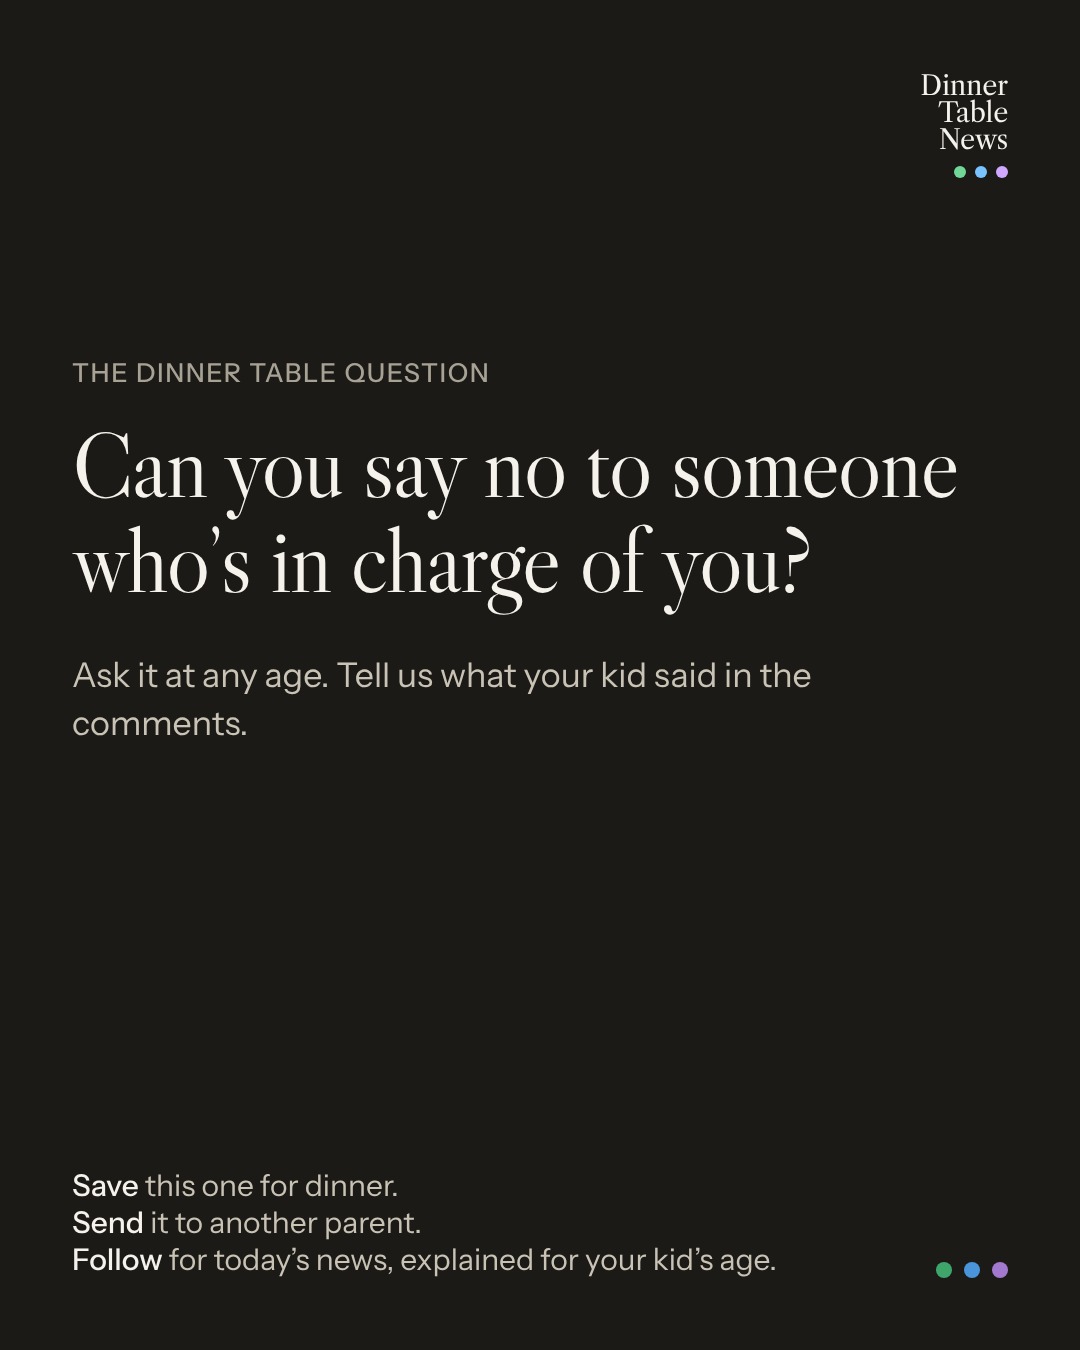 Dinner
Table
News
THE DINNER TABLE QUESTION
Can you say no to someone
who’s in charge of you?
Ask it at any age. Tell us what your kid said in the
comments.
Save this one for dinner.
Send it to another parent.
Follow for today’s news, explained for your kid’s age.